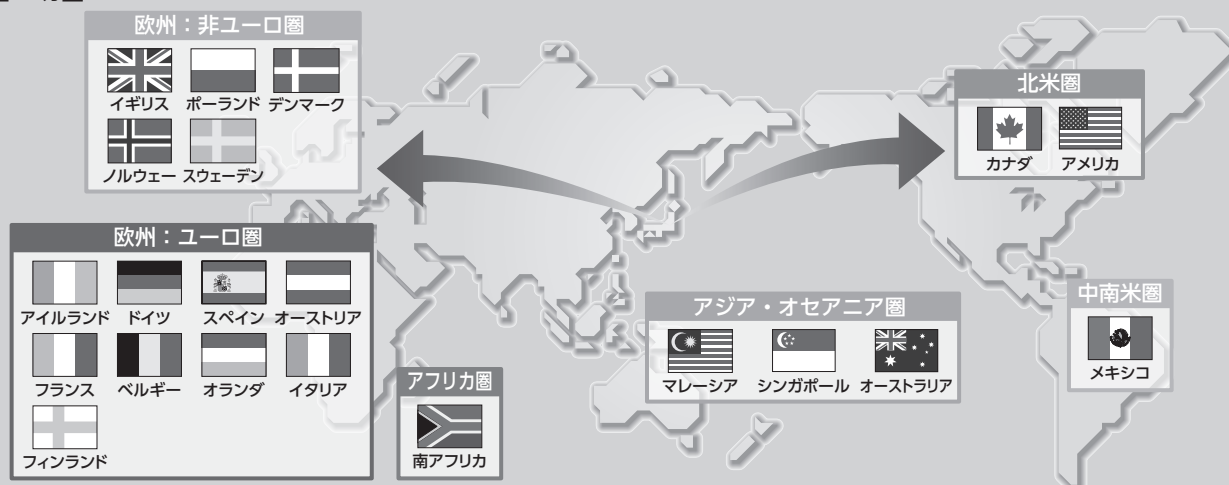 欧州：非ユーロ圏
イギリス ポーランド デンマーク
ノルウェー スウェーデン
北米圏
カナダ アメリカ
欧州：ユーロ圏
アイルランド ドイツ スペイン オーストリア
フランス ベルギー オランダ イタリア
フィンランド
アフリカ圏
南アフリカ
アジア・オセアニア圏
マレーシア シンガポール オーストラリア
中南米圏
メキシコ